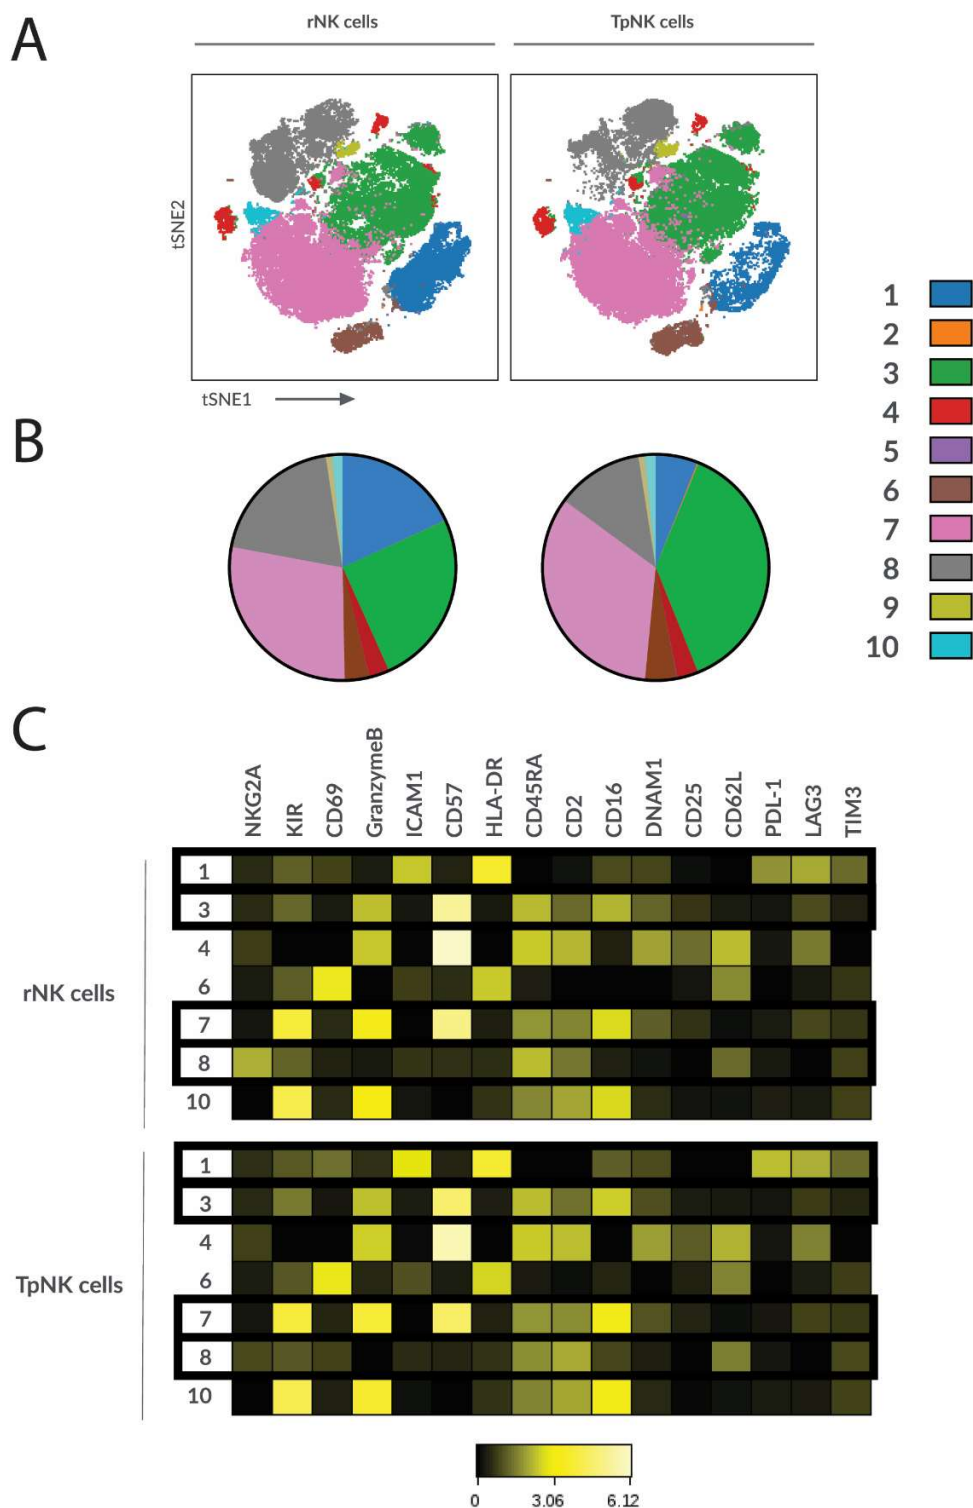 A
rNK cells
TpNK cells
tSNE2
tSNE1
1
2
3
4
5
6
7
8
9
10
B
C
NKG2A
KIR
CD69
GranzymeB
ICAM1
CD57
HLA-DR
CD45RA
CD2
CD16
DNAM1
CD25
CD62L
PDL-1
LAG3
TIM3
rNK cells
1
3
4
6
7
8
10
TpNK cells
1
3
4
6
7
8
10
0 3.06 6.12